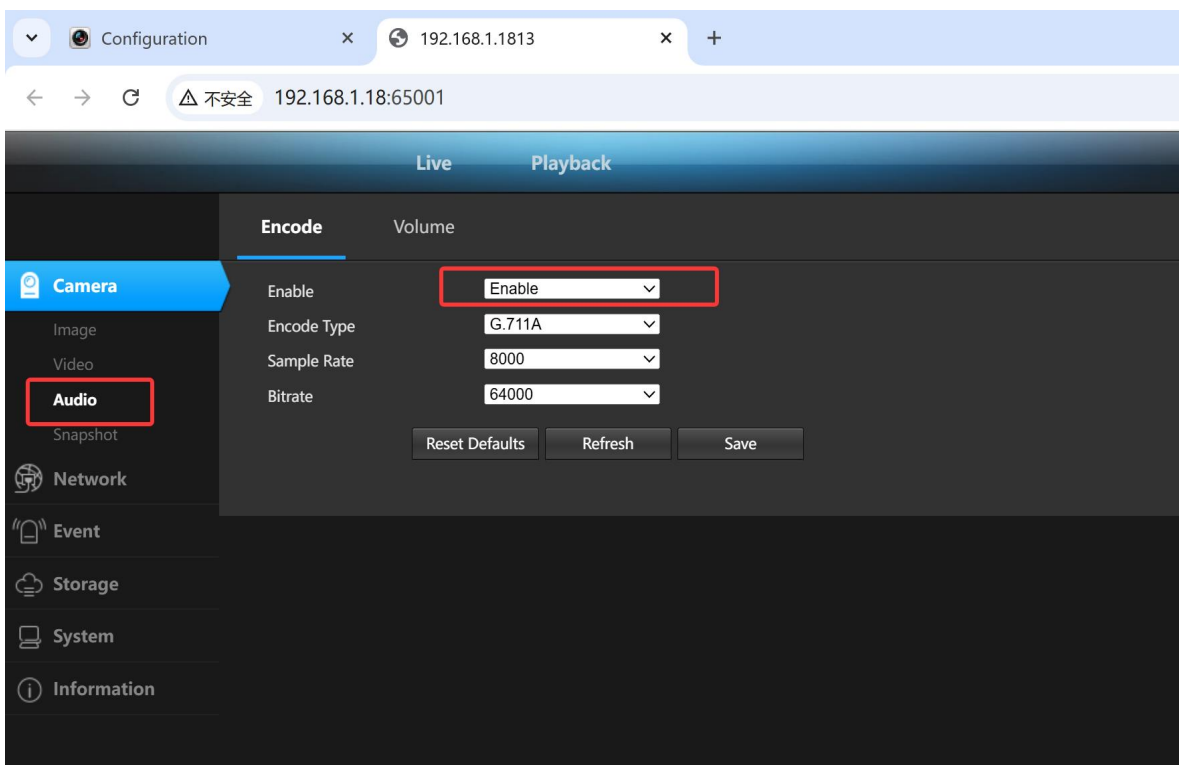 Configuration
192.168.1.1813
不安全 192.168.1.18:65001
Live Playback
Encode Volume
Camera
Image
Video
Audio
Snapshot
Network
Event
Storage
System
Information
Enable Enable
Encode Type G.711A
Sample Rate 8000
Bitrate 64000
Reset Defaults Refresh Save